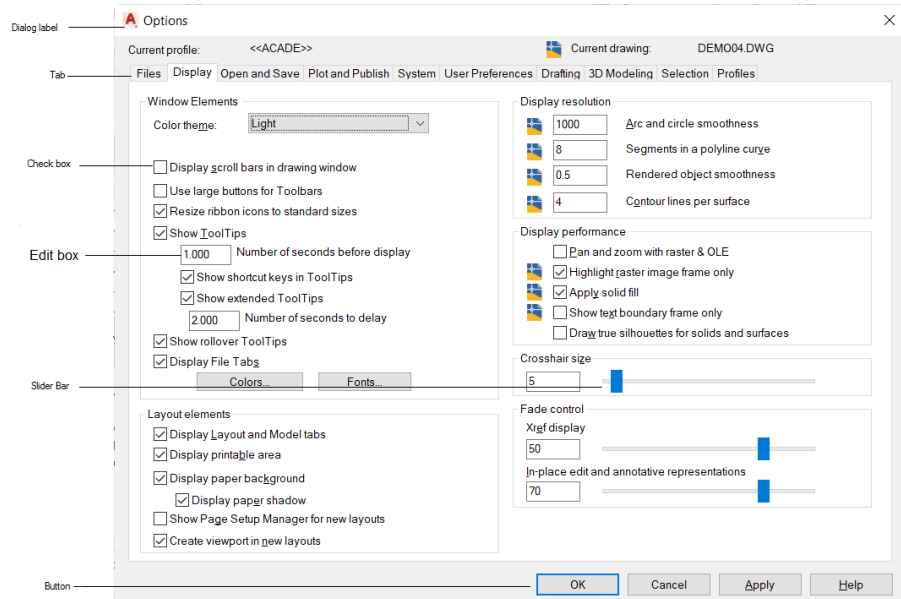 Options
Dialog label
Current profile: <<ACADE>> Current drawing: DEMO04.DWG
Tab
Files Display Open and Save Plot and Publish System User Preferences Drafting 3D Modeling Selection Profiles
Window Elements
Color theme: Light
Check box
Display scroll bars in drawing window
Use large buttons for Toolbars
Resize ribbon icons to standard sizes
Show ToolTips
Edit box
1.000 Number of seconds before display
Show shortcut keys in ToolTips
Show extended ToolTips
2.000 Number of seconds to delay
Show rollover ToolTips
Display File Tabs
Colors... Fonts...
Slider Bar
Layout elements
Display Layout and Model tabs
Display printable area
Display paper background
Display paper shadow
Show Page Setup Manager for new layouts
Create viewport in new layouts
Display resolution
1000 Arc and circle smoothness
8 Segments in a polyline curve
0.5 Rendered object smoothness
4 Contour lines per surface
Display performance
Pan and zoom with raster & OLE
Highlight raster image frame only
Apply solid fill
Show text boundary frame only
Draw true silhouettes for solids and surfaces
Crosshair size
5
Fade control
Xref display
50
In-place edit and annotative representations
70
Button
OK Cancel Apply Help